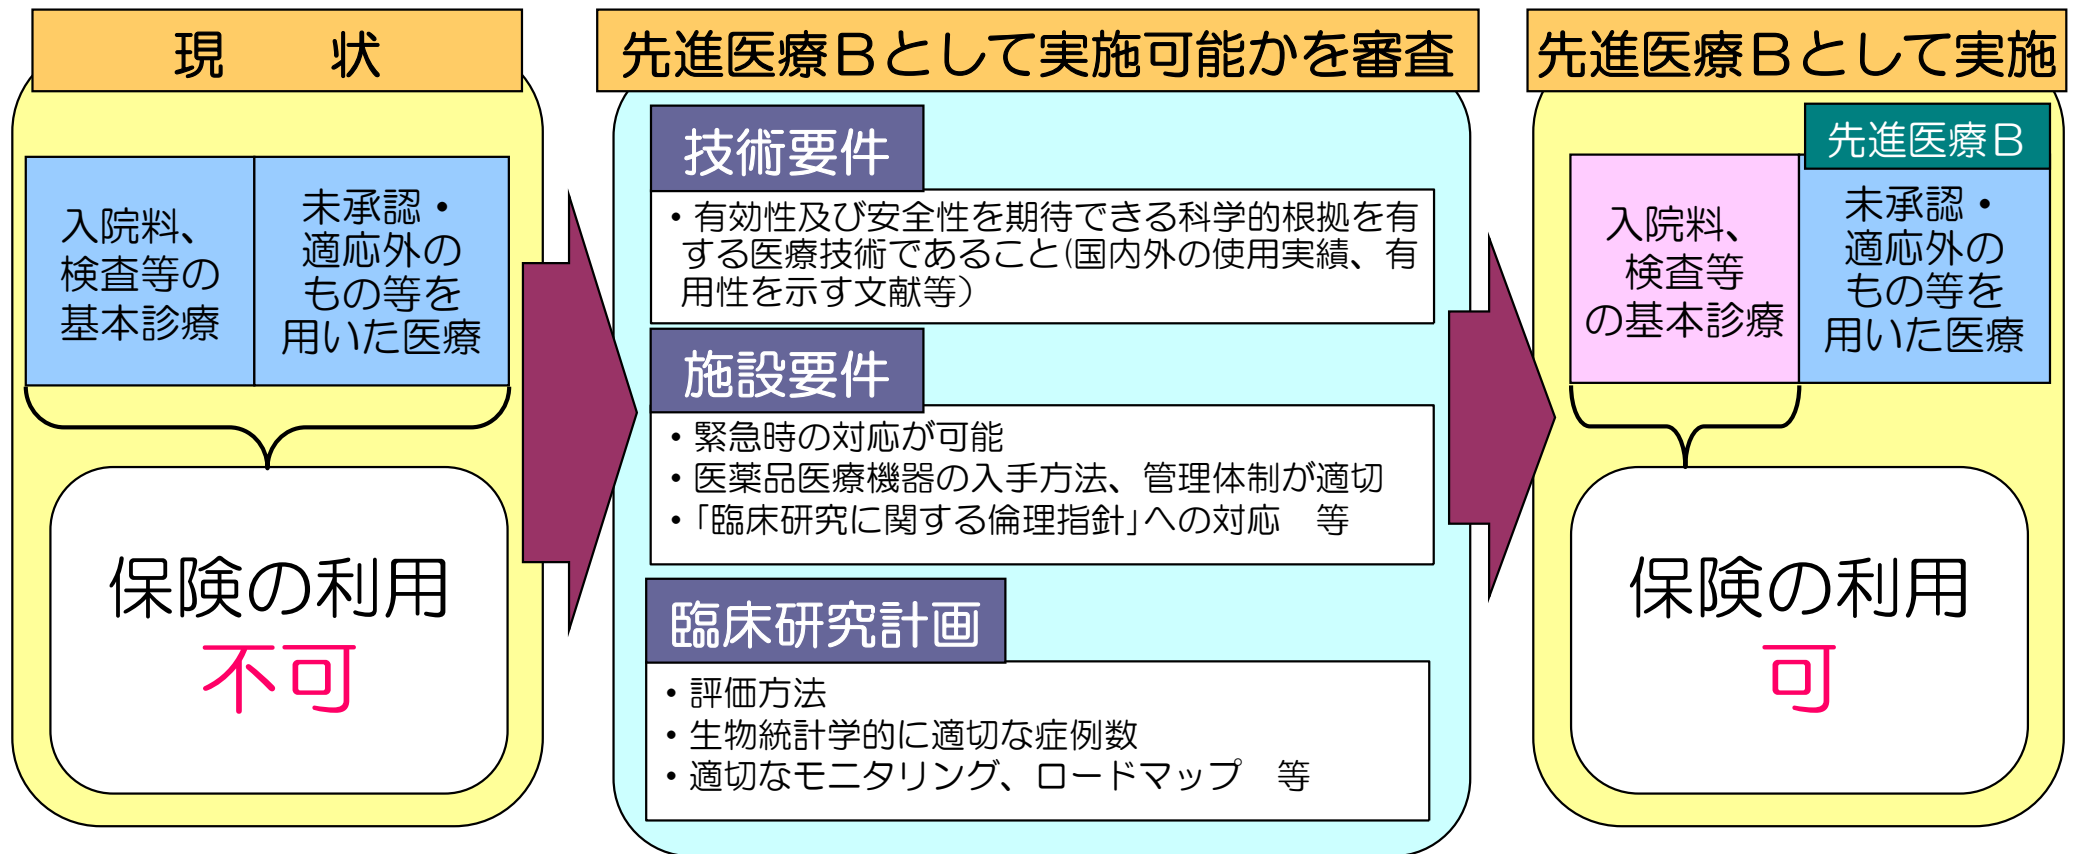 現　　状
入院料、
検査等の
基本診療
未承認・
適応外の
もの等を
用いた医療
保険の利用
不可
先進医療Ｂとして実施可能かを審査
技術要件
・有効性及び安全性を期待できる科学的根拠を有
する医療技術であること(国内外の使用実績、有
用性を示す文献等）
施設要件
・緊急時の対応が可能
・医薬品医療機器の入手方法、管理体制が適切
・｢臨床研究に関する倫理指針｣への対応　等
臨床研究計画
・評価方法
・生物統計学的に適切な症例数
・適切なモニタリング、ロードマップ　等
先進医療Ｂとして実施
先進医療Ｂ
入院料、
検査等
の基本診療
未承認・
適応外の
もの等を
用いた医療
保険の利用
可